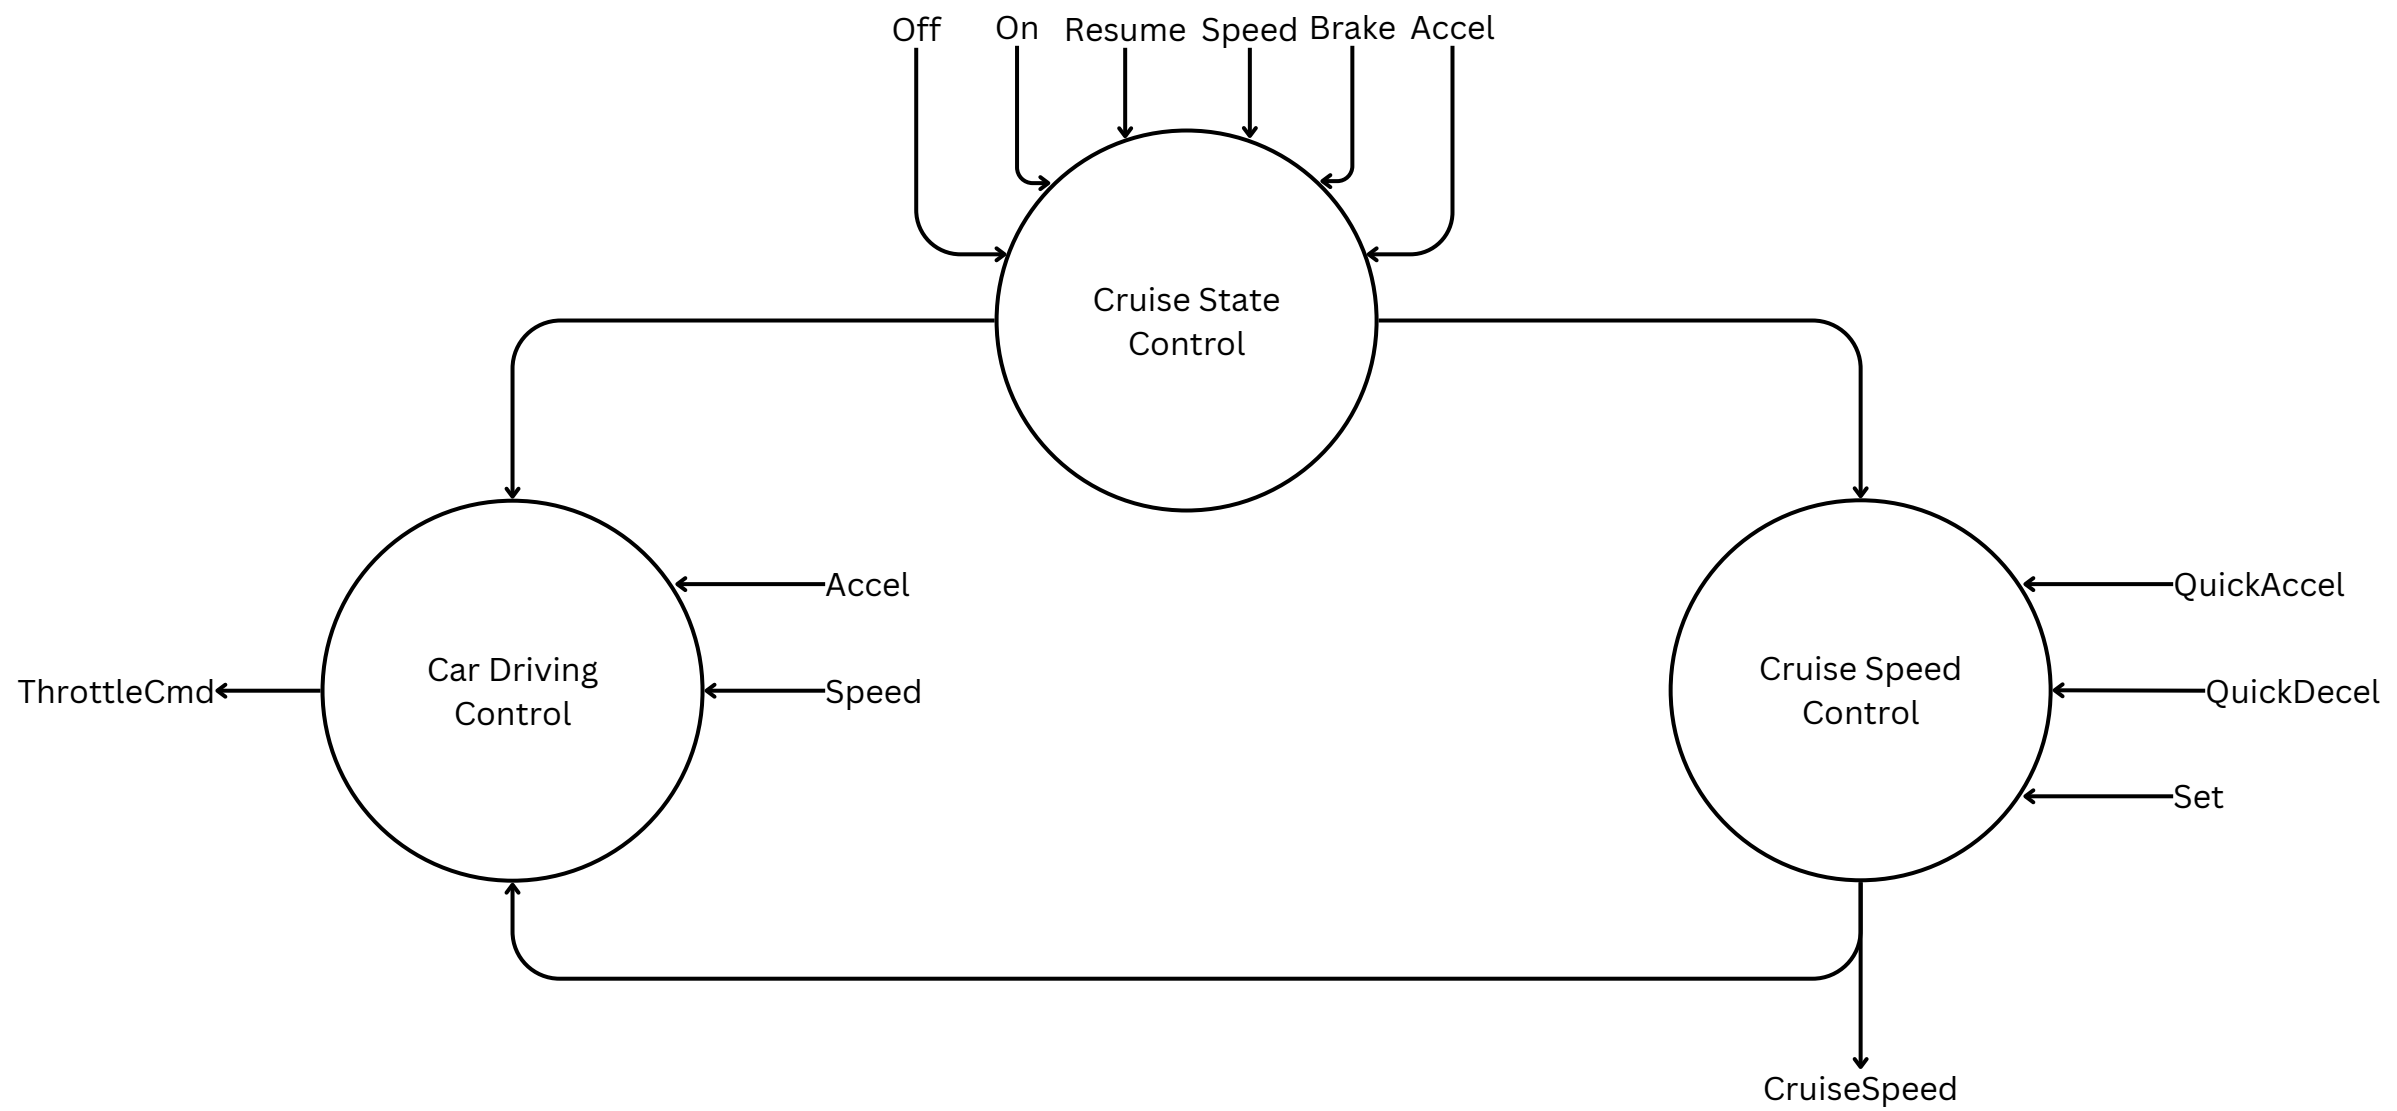 Off
On
Resume
Speed
Brake
Accel
Cruise State
Control
Accel
QuickAccel
Car Driving
Control
Cruise Speed
Control
ThrottleCmd
Speed
QuickDecel
Set
CruiseSpeed